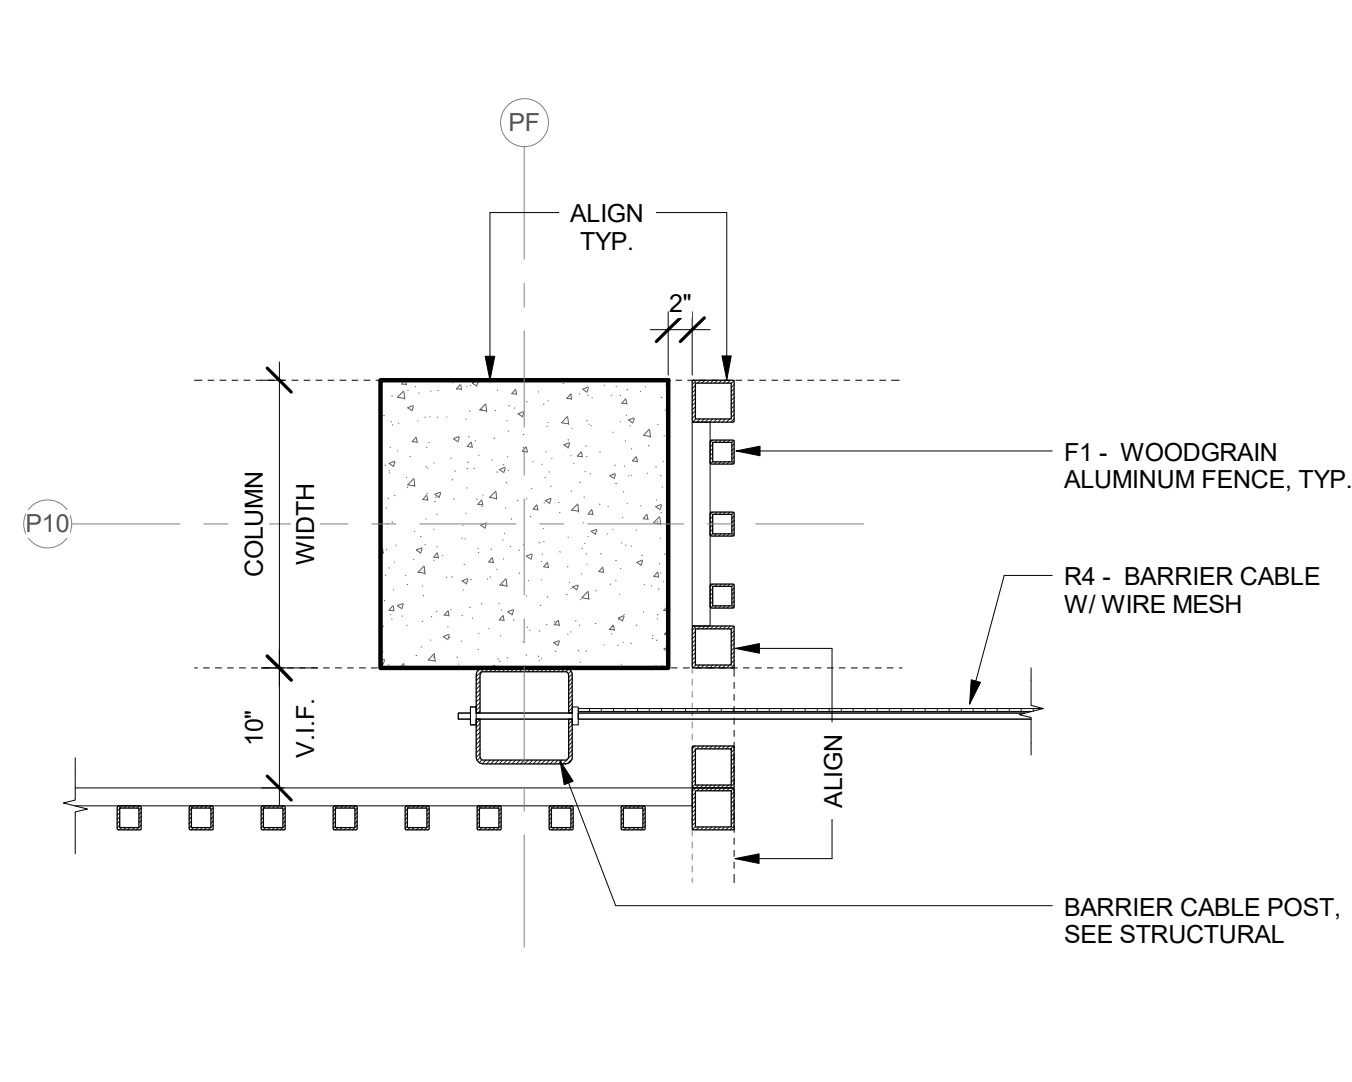 PF
ALIGN
TYP.
2"
F1 -  WOODGRAIN
ALUMINUM FENCE, TYP.
COLUMN
WIDTH
P10
R4 -  BARRIER CABLE
W/ WIRE MESH
10"
V.I.F.
ALIGN
BARRIER CABLE POST,
SEE STRUCTURAL